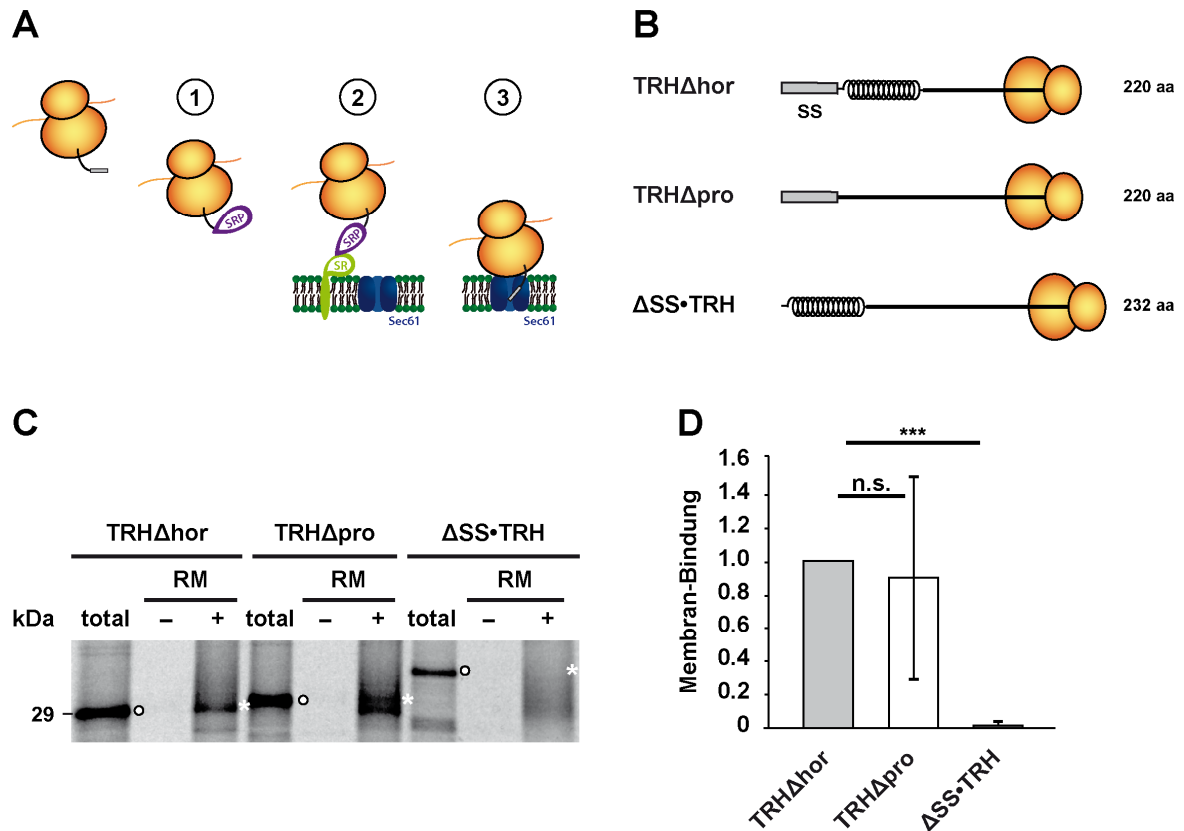 A
1
2
3
SRP
SRP
SR
Sec61
Sec61
B
TRHΔhor
SS
220 aa
TRHΔpro
220 aa
ΔSS•TRH
232 aa
C
TRHΔhor TRHΔpro ΔSS•TRH
RM RM RM
kDa total – + total – + total – +
29
*
*
*
D
Membran-Bindung
1.6
1.4
1.2
1.0
0.8
0.6
0.4
0.2
0
***
n.s.
TRHΔhor
TRHΔpro
ΔSS•TRH